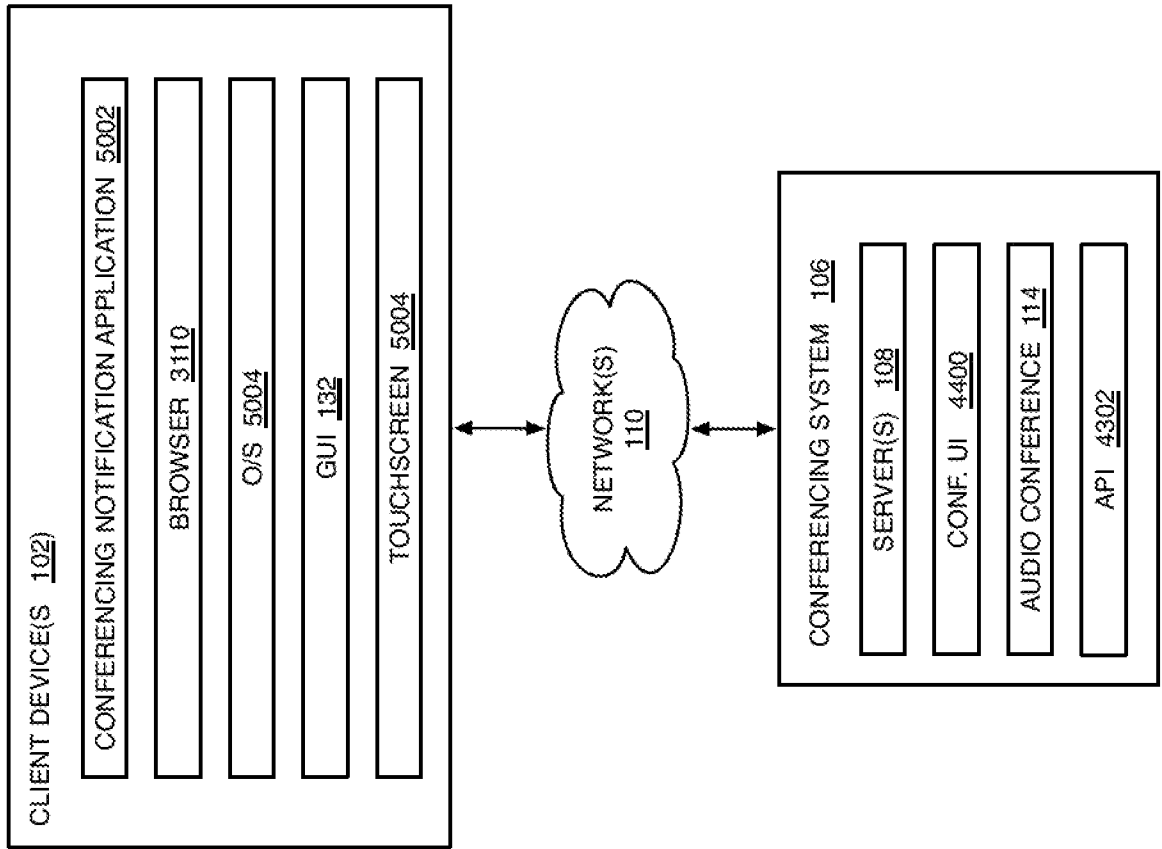 CLIENT DEVICE(S 102)
CONFERENCING NOTIFICATION APPLICATION 5002
BROWSER 3110
O/S 5004
GUI 132
TOUCHSCREEN 5004
NETWORK(S)
110
CONFERENCING SYSTEM 106
SERVER(S) 108
CONF. UI 4400
AUDIO CONFERENCE 114
API 4302